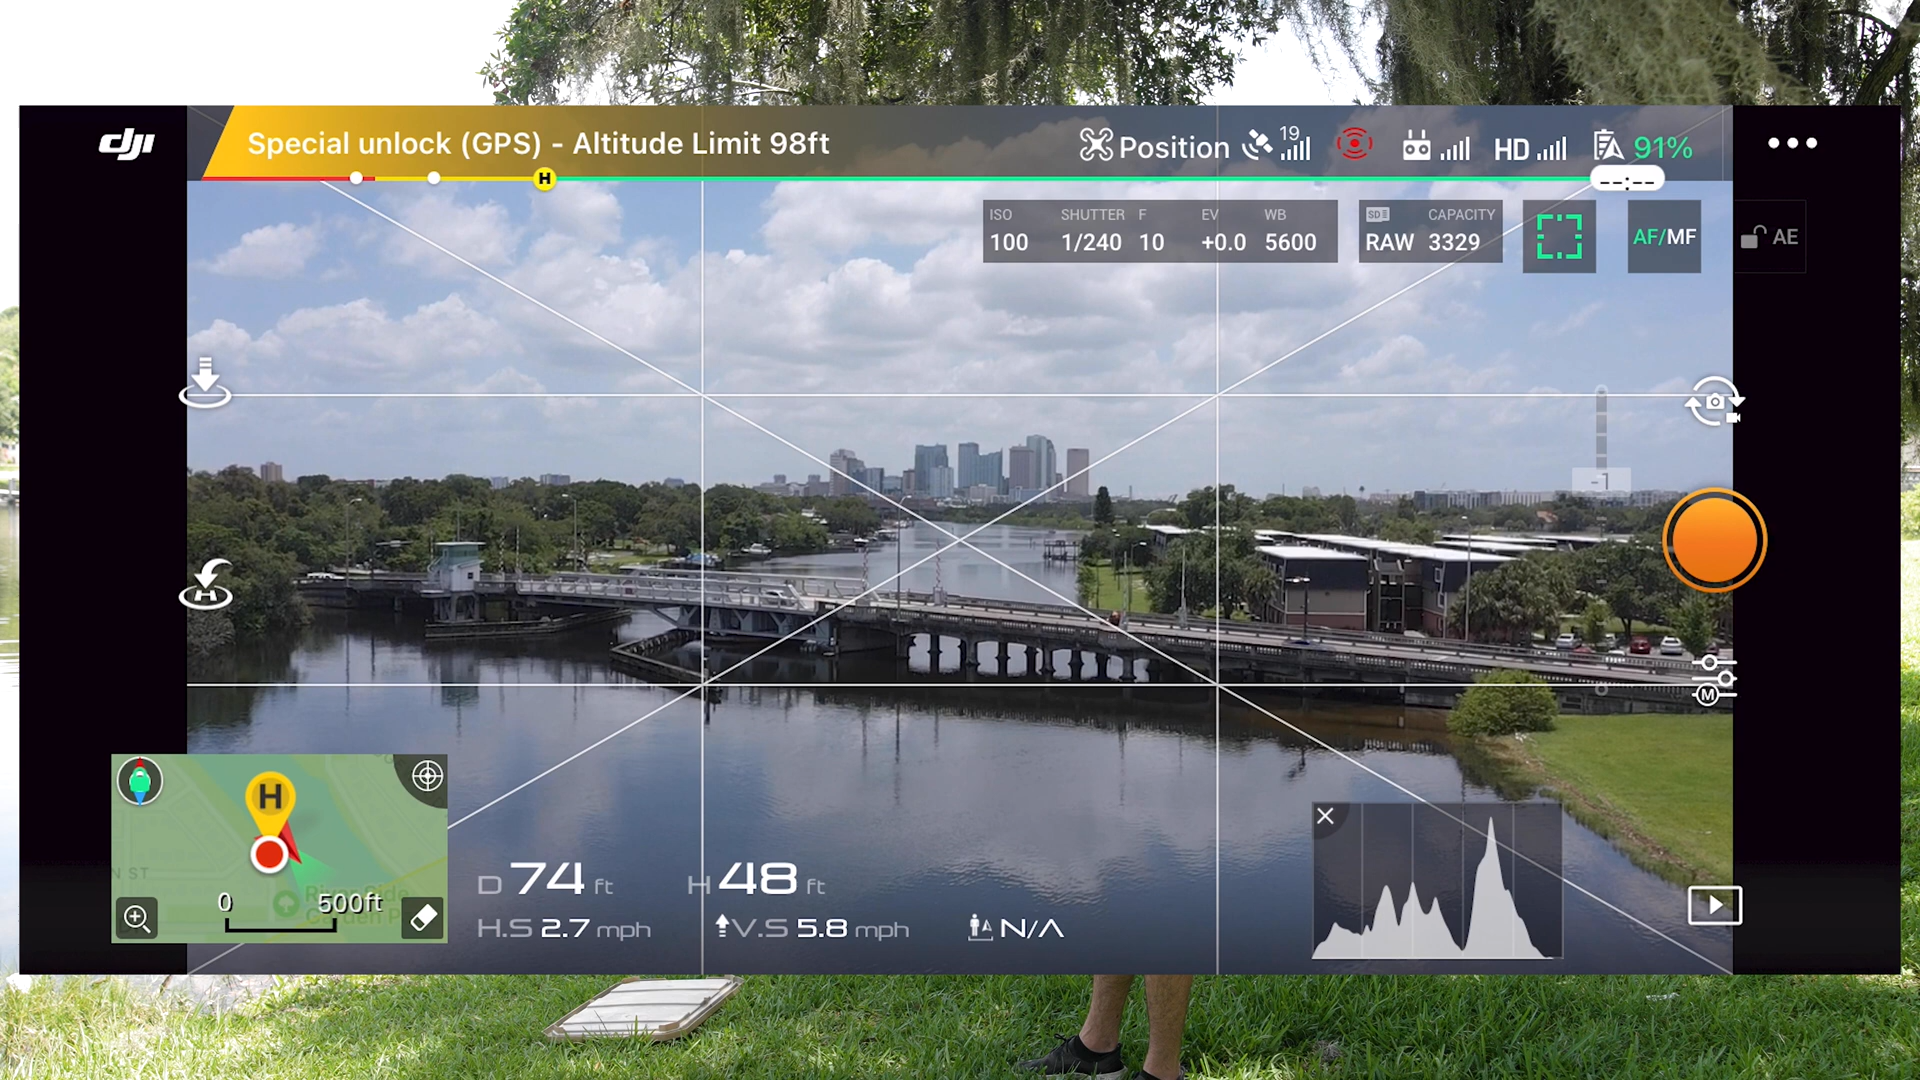 dji
Special unlock (GPS) - Altitude Limit 98ft
Position
19
HD
91%
H
--:--
ISO
100
SHUTTER
1/240
F
10
EV
+0.0
WB
5600
SD
RAW
CAPACITY
3329
AF/MF
AE
-1
H
M
H
0
500ft
River Side
D 74 ft
H 48 ft
H.S 2.7 mph
V.S 5.8 mph
N/A